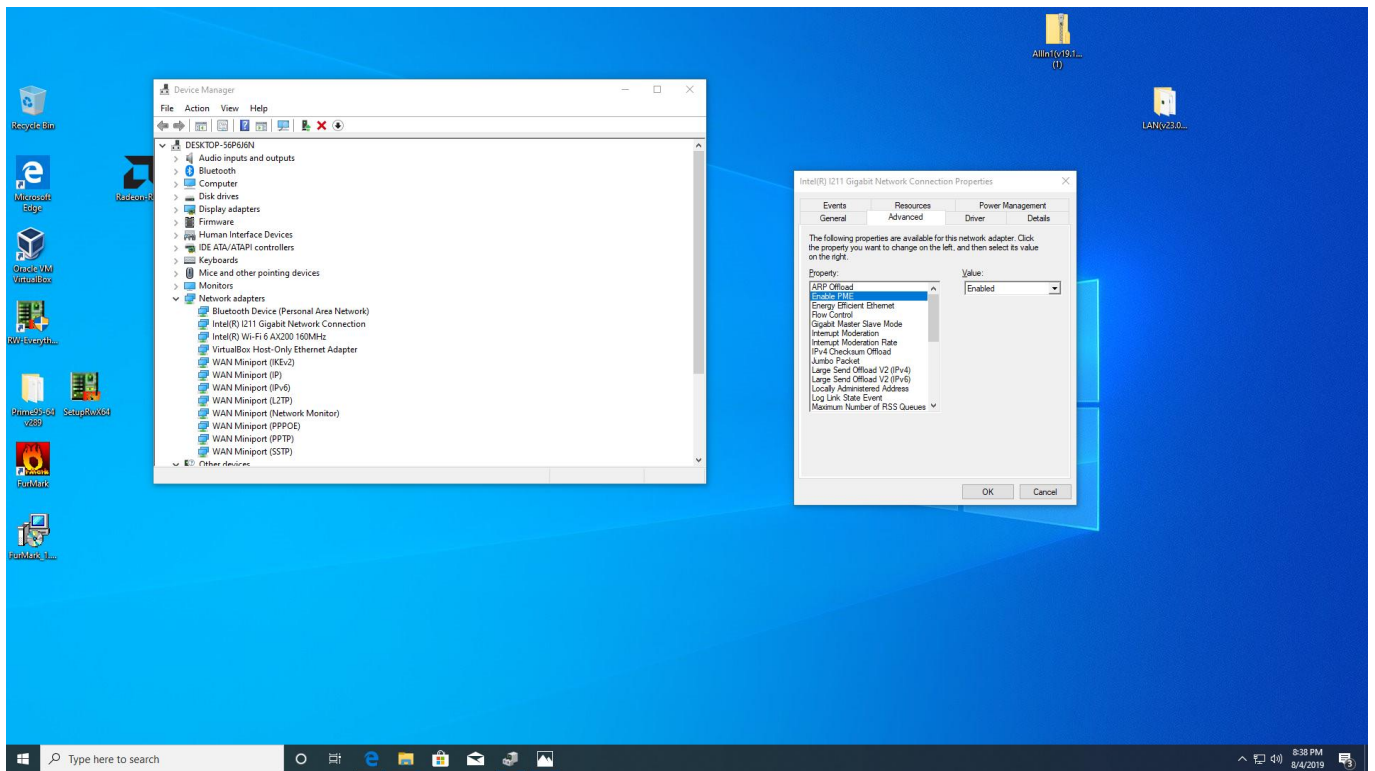 AllIn1(v19.1...
(1)
LAN(v23.0...
Recycle Bin
Microsoft
Edge
Radeon-R
Oracle VM
VirtualBox
RW-Everyth...
Prime95-64
v289
SetupRwX64
FurMark
FurMark_1....
Device Manager
File Action View Help
DESKTOP-56P6J6N
Audio inputs and outputs
Bluetooth
Computer
Disk drives
Display adapters
Firmware
Human Interface Devices
IDE ATA/ATAPI controllers
Keyboards
Mice and other pointing devices
Monitors
Network adapters
Bluetooth Device (Personal Area Network)
Intel(R) I211 Gigabit Network Connection
Intel(R) Wi-Fi 6 AX200 160MHz
VirtualBox Host-Only Ethernet Adapter
WAN Miniport (IKEv2)
WAN Miniport (IP)
WAN Miniport (IPv6)
WAN Miniport (L2TP)
WAN Miniport (Network Monitor)
WAN Miniport (PPPOE)
WAN Miniport (PPTP)
WAN Miniport (SSTP)
Other devices
Intel(R) I211 Gigabit Network Connection Properties
Events Resources Power Management
General Advanced Driver Details
The following properties are available for this network adapter. Click
the property you want to change on the left, and then select its value
on the right.
Property: Value:
ARP Offload
Enabled
Enable PME
Energy Efficient Ethernet
Flow Control
Gigabit Master Slave Mode
Interrupt Moderation
Interrupt Moderation Rate
IPv4 Checksum Offload
Jumbo Packet
Large Send Offload V2 (IPv4)
Large Send Offload V2 (IPv6)
Locally Administered Address
Log Link State Event
Maximum Number of RSS Queues
OK Cancel
Type here to search
8:38 PM
8/4/2019
3